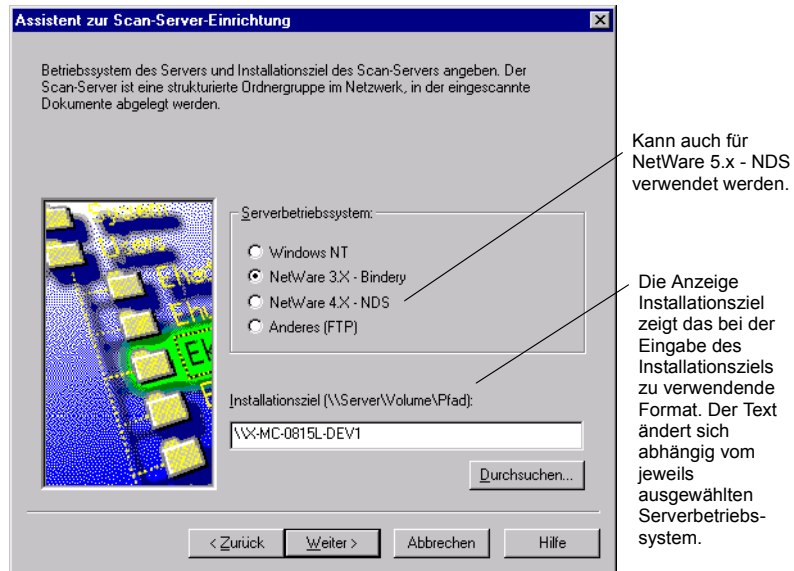 Assistent zur Scan-Server-Einrichtung
Betriebssystem des Servers und Installationsziel des Scan-Servers angeben. Der
Scan-Server ist eine strukturierte Ordnergruppe im Netzwerk, in der eingescannte
Dokumente abgelegt werden.
Kann auch für
NetWare 5.x - NDS
verwendet werden.
Serverbetriebssystem:
Windows NT
NetWare 3.X - Bindery
NetWare 4.X - NDS
Anderes (FTP)
Installationsziel (\\Server\Volume\Pfad):
\\X-MC-0815L-DEV1
Durchsuchen...
Die Anzeige
Installationsziel
zeigt das bei der
Eingabe des
Installationsziels
zu verwendende
Format. Der Text
ändert sich
abhängig vom
jeweils
ausgewählten
Serverbetriebs-
system.
< Zurück
Weiter >
Abbrechen
Hilfe